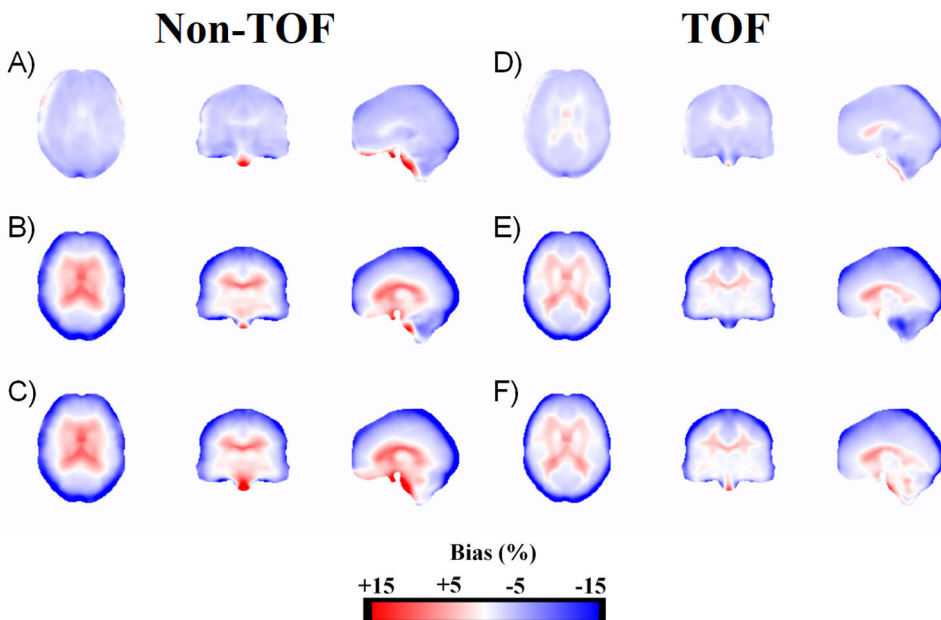 Non-TOF TOF
A) D)
B) E)
C) F)
Bias (%)
+15 +5 -5 -15